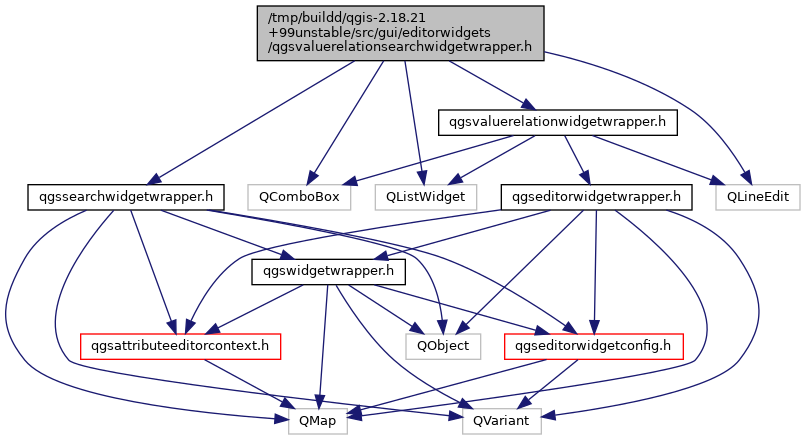 /tmp/buildd/qgis-2.18.21
+99unstable/src/gui/editorwidgets
/qgsvaluerelationsearchwidgetwrapper.h
qgsvaluerelationwidgetwrapper.h
qgssearchwidgetwrapper.h
QComboBox
QListWidget
qgseditorwidgetwrapper.h
QLineEdit
qgswidgetwrapper.h
qgsattributeeditorcontext.h
QObject
qgseditorwidgetconfig.h
QMap
QVariant